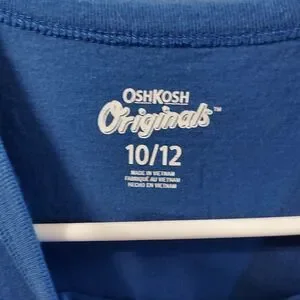 OSHKOSH
Originals™
10/12
MADE IN VIETNAM
FABRIQUÉ AU VIETNAM
HECHO EN VIETNAM